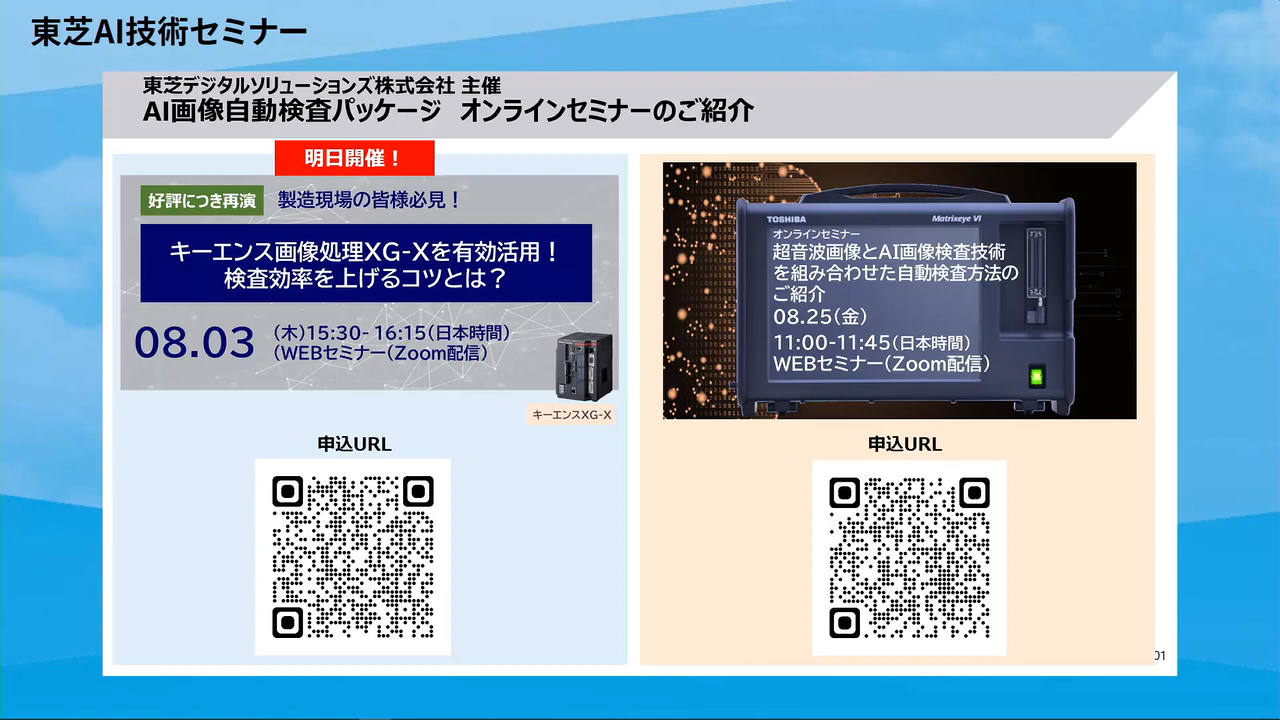 東芝AI技術セミナー
東芝デジタルソリューションズ株式会社 主催
AI画像自動検査パッケージ オンラインセミナーのご紹介
明日開催！
好評につき再演 製造現場の皆様必見！
キーエンス画像処理XG-Xを有効活用！
検査効率を上げるコツとは？
08.03
（木）15:30- 16:15（日本時間）
（WEBセミナー（Zoom配信）
キーエンスXG-X
申込URL
TOSHIBA
Matrixeye VI
オンラインセミナー
超音波画像とAI画像検査技術
を組み合わせた自動検査方法の
ご紹介
08.25（金）
11:00-11:45（日本時間）
WEBセミナー（Zoom配信）
申込URL
01